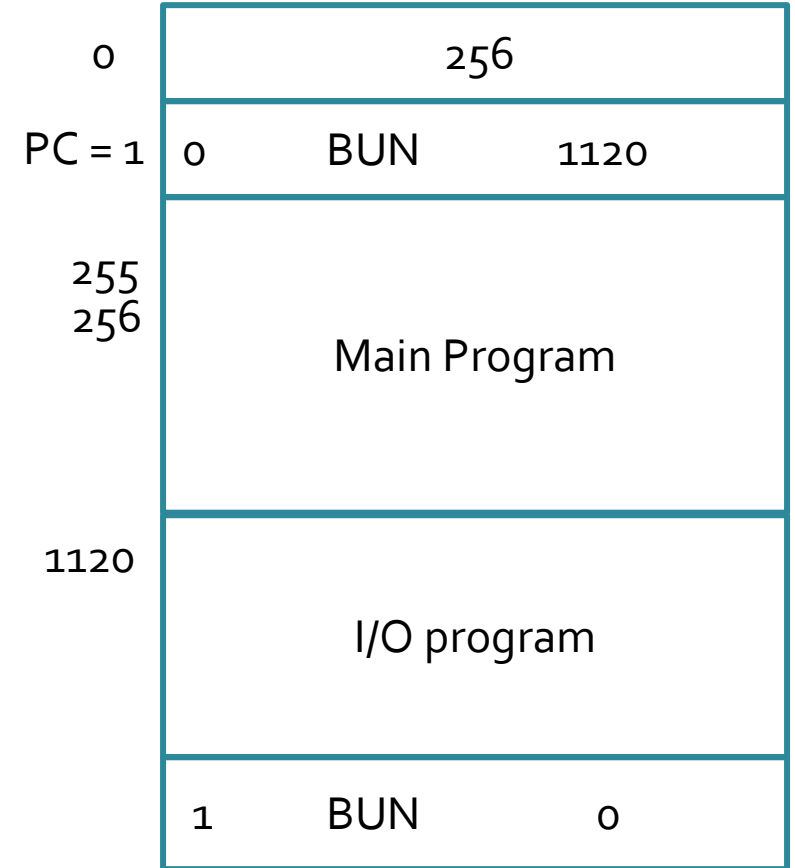 0 256
PC = 1 0 BUN 1120
255
256
Main Program
1120
I/O program
1 BUN 0